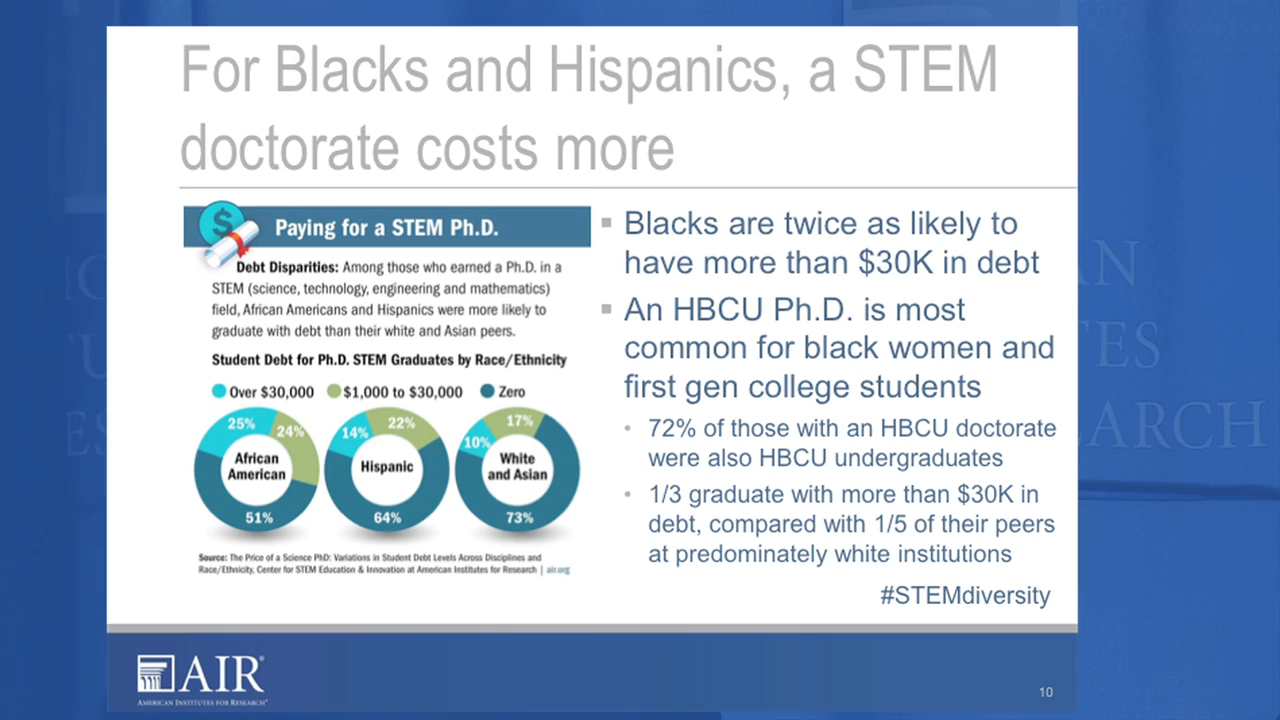 For Blacks and Hispanics, a STEM
doctorate costs more
$
Paying for a STEM Ph.D.
Debt Disparities: Among those who earned a Ph.D. in a
STEM (science, technology, engineering and mathematics)
field, African Americans and Hispanics were more likely to
graduate with debt than their white and Asian peers.
Student Debt for Ph.D. STEM Graduates by Race/Ethnicity
Over $30,000 $1,000 to $30,000 Zero
25% 24% African American 51%
14% 22% Hispanic 64%
10% 17% White and Asian 73%
Source: The Price of a Science PhD: Variations in Student Debt Levels Across Disciplines and
Race/Ethnicity, Center for STEM Education & Innovation at American Institutes for Research | air.org
Blacks are twice as likely to
have more than $30K in debt
An HBCU Ph.D. is most
common for black women and
first gen college students
72% of those with an HBCU doctorate
were also HBCU undergraduates
1/3 graduate with more than $30K in
debt, compared with 1/5 of their peers
at predominately white institutions
#STEMdiversity
AIR®
AMERICAN INSTITUTES FOR RESEARCH®
10